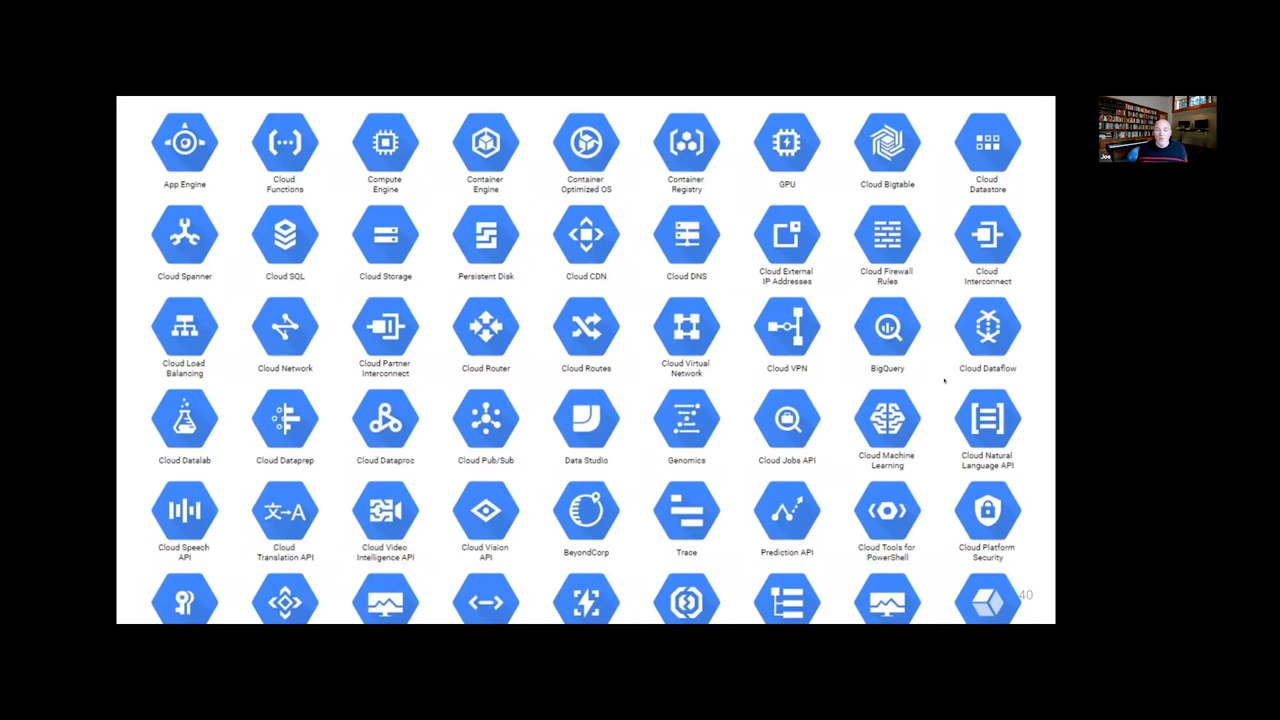 App Engine
Cloud
Functions
Compute
Engine
Container
Engine
Container
Optimized OS
Container
Registry
GPU
Cloud Bigtable
Cloud
Datastore
Cloud Spanner
Cloud SQL
Cloud Storage
Persistent Disk
Cloud CDN
Cloud DNS
Cloud External
IP Addresses
Cloud Firewall
Rules
Cloud
Interconnect
Cloud Load
Balancing
Cloud Network
Cloud Partner
Interconnect
Cloud Router
Cloud Routes
Cloud Virtual
Network
Cloud VPN
BigQuery
Cloud Dataflow
Cloud Datalab
Cloud Dataprep
Cloud Dataproc
Cloud Pub/Sub
Data Studio
Genomics
Cloud Jobs API
Cloud Machine
Learning
Cloud Natural
Language API
文→A
Cloud Speech
API
Cloud
Translation API
Cloud Video
Intelligence API
Cloud Vision
API
BeyondCorp
Trace
Prediction API
Cloud Tools for
PowerShell
Cloud Platform
Security
40
Joe